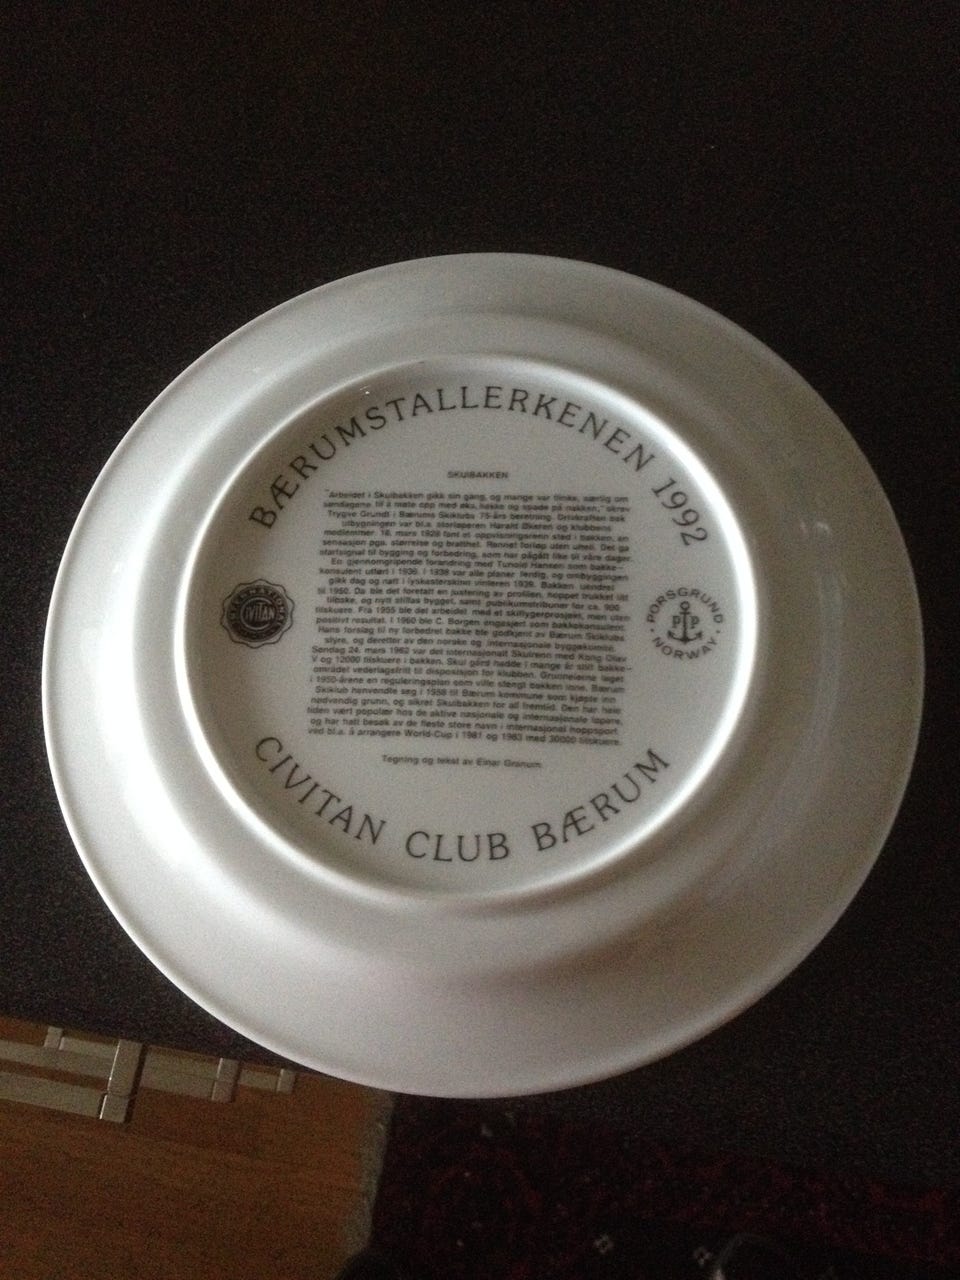 BÆRUMSTALLERKENEN 1992
SKUIBAKKEN
"Arbeidet i Skuibakken gikk sin gang, og mange var flinke, særlig om
søndagene til å møte opp med øks, hakke og spade på nakken," skrev
Trygve Grundt i Bærums Skiklubs 75-års beretning. Drivkraften bak
utbygningen var bl.a. storløperen Harald Økeren og klubbens
medlemmer. 18. mars 1928 fant et oppvisningsrenn sted i bakken, en
sensasjon pga. størrelse og bratthet. Rennet forløp uten uhell. Det ga
startsignal til bygging og forbedring, som har pågått like til våre dager.
En gjennomgripende forandring med Tunold Hansen som bakke-
konsulent utført i 1936. I 1938 var alle planer ferdig, og ombyggingen
gikk dag og natt i lyskasterskinn vinteren 1939. Bakken uendret
til 1950. Da ble det foretatt en justering av profilen, hoppet trukket litt
tilbake, og nytt stillas bygget, samt publikumstribuner for ca. 900
tilskuere. Fra 1955 ble det arbeidet med et skiflygerprosjekt, men uten
positivt resultat. I 1960 ble C. Borgen engasjert som bakkekonsulent.
Hans forslag til ny forbedret bakke ble godkjent av Bærum Skiklubs
styre, og deretter av den norske og internasjonale byggekomite.
Søndag 24. mars 1962 var det internasjonalt Skuirenn med Kong Olav
V og 12000 tilskuere i bakken. Skui gård hadde i mange år stilt bakke-
området vederlagsfritt til disposjon for klubben. Grunneierne laget
i 1950-årene en reguleringsplan som ville stengt bakken inne. Bærum
Skiklub henvendte seg i 1958 til Bærum kommune som kjøpte inn
nødvendig grunn, og sikret Skuibakken for all fremtid. Den har hele
tiden vært populær hos de aktive nasjonale og internasjonale løpere,
og har hatt besøk av de fleste store navn i internasjonal hoppsport
ved bl.a. å arrangere World-Cup i 1981 og 1983 med 30000 tilskuere.
Tegning og tekst av Einar Granum.
CIVITAN
PORSGRUND
P P
NORWAY
CIVITAN CLUB BÆRUM